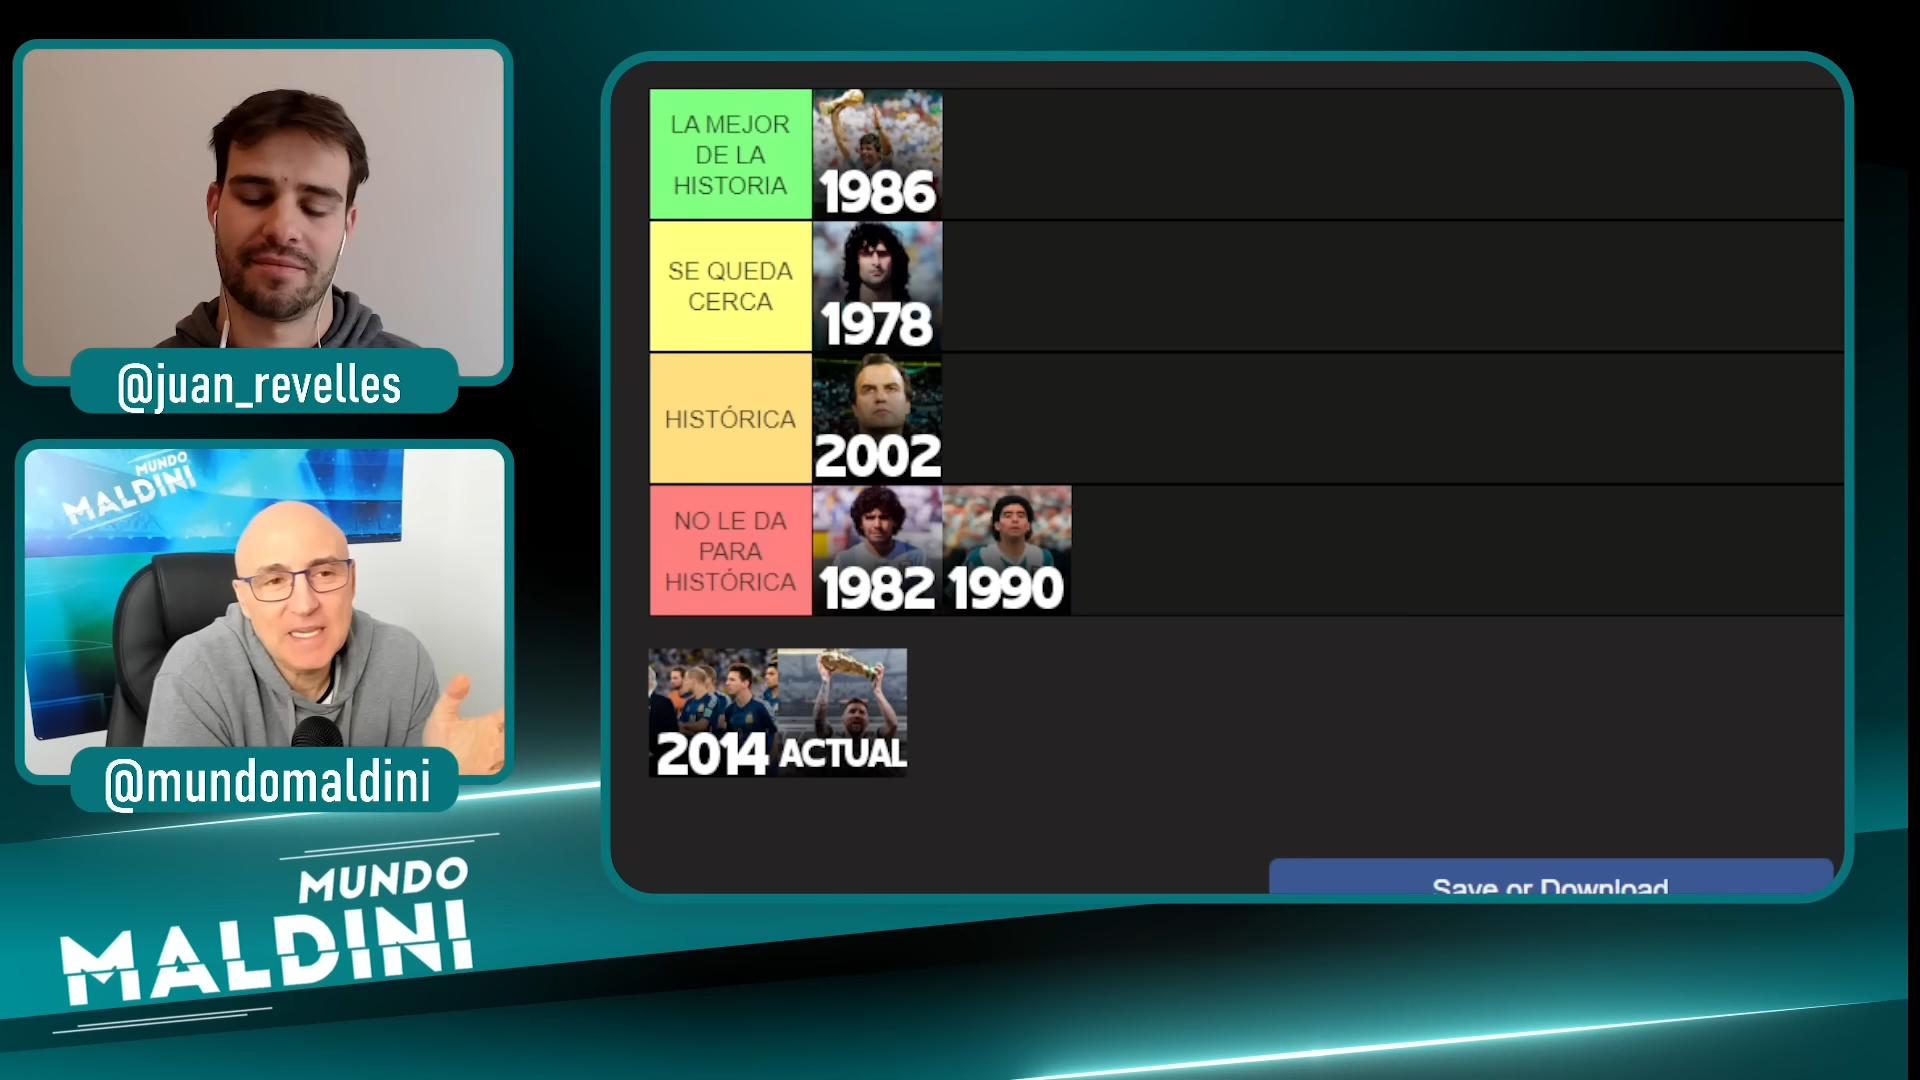 @juan_revelles
MUNDO
MALDINI
@mundomaldini
MUNDO
MALDINI
LA MEJOR
DE LA
HISTORIA
1986
SE QUEDA
CERCA
1978
HISTÓRICA
2002
NO LE DA
PARA
HISTÓRICA
1982
1990
2014
ACTUAL
Save or Download